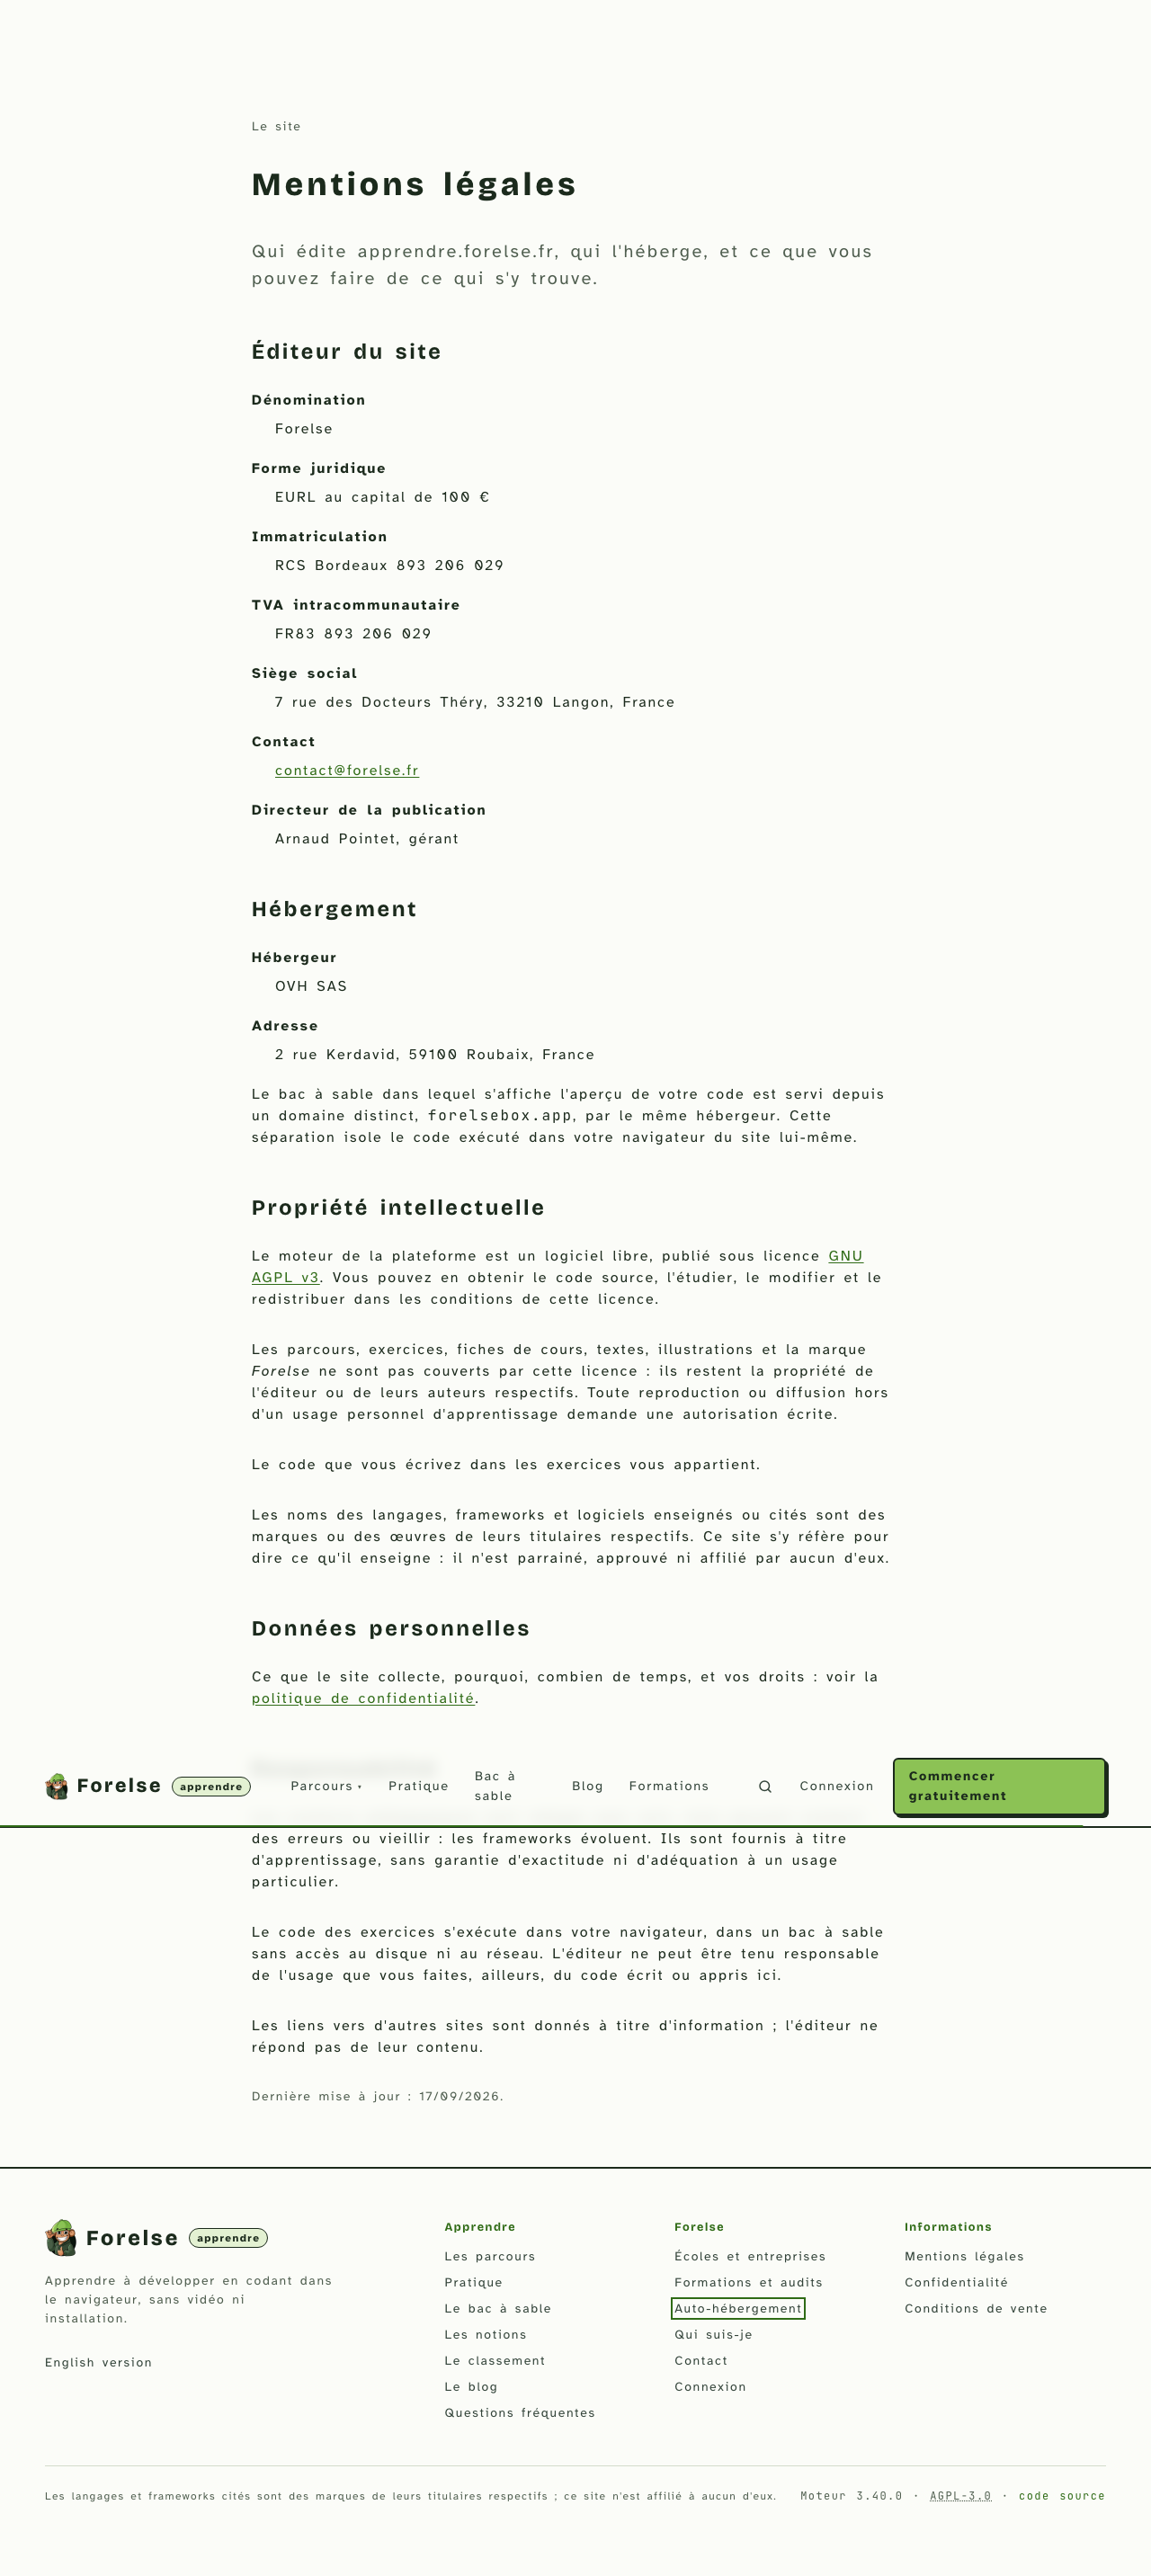 Le site
Mentions légales
Qui édite apprendre.forelse.fr, qui l'héberge, et ce que vous
pouvez faire de ce qui s'y trouve.
Éditeur du site
Dénomination
Forelse
Forme juridique
EURL au capital de 100 €
Immatriculation
RCS Bordeaux 893 206 029
TVA intracommunautaire
FR83 893 206 029
Siège social
7 rue des Docteurs Théry, 33210 Langon, France
Contact
contact@forelse.fr
Directeur de la publication
Arnaud Pointet, gérant
Hébergement
Hébergeur
OVH SAS
Adresse
2 rue Kerdavid, 59100 Roubaix, France
Le bac à sable dans lequel s'affiche l'aperçu de votre code est servi depuis
un domaine distinct, forelsebox.app, par le même hébergeur. Cette
séparation isole le code exécuté dans votre navigateur du site lui-même.
Propriété intellectuelle
Le moteur de la plateforme est un logiciel libre, publié sous licence GNU
AGPL v3. Vous pouvez en obtenir le code source, l'étudier, le modifier et le
redistribuer dans les conditions de cette licence.
Les parcours, exercices, fiches de cours, textes, illustrations et la marque
Forelse ne sont pas couverts par cette licence : ils restent la propriété de
l'éditeur ou de leurs auteurs respectifs. Toute reproduction ou diffusion hors
d'un usage personnel d'apprentissage demande une autorisation écrite.
Le code que vous écrivez dans les exercices vous appartient.
Les noms des langages, frameworks et logiciels enseignés ou cités sont des
marques ou des œuvres de leurs titulaires respectifs. Ce site s'y réfère pour
dire ce qu'il enseigne : il n'est parrainé, approuvé ni affilié par aucun d'eux.
Données personnelles
Ce que le site collecte, pourquoi, combien de temps, et vos droits : voir la
politique de confidentialité.
Forelse apprendre Parcours ▾ Pratique Bac à sable Blog Formations Connexion Commencer gratuitement
des erreurs ou vieillir : les frameworks évoluent. Ils sont fournis à titre
d'apprentissage, sans garantie d'exactitude ni d'adéquation à un usage
particulier.
Le code des exercices s'exécute dans votre navigateur, dans un bac à sable
sans accès au disque ni au réseau. L'éditeur ne peut être tenu responsable
de l'usage que vous faites, ailleurs, du code écrit ou appris ici.
Les liens vers d'autres sites sont donnés à titre d'information ; l'éditeur ne
répond pas de leur contenu.
Dernière mise à jour : 17/09/2026.
Forelse apprendre
Apprendre à développer en codant dans
le navigateur, sans vidéo ni
installation.
English version
Apprendre
Les parcours
Pratique
Le bac à sable
Les notions
Le classement
Le blog
Questions fréquentes
Forelse
Écoles et entreprises
Formations et audits
Auto-hébergement
Qui suis-je
Contact
Connexion
Informations
Mentions légales
Confidentialité
Conditions de vente
Les langages et frameworks cités sont des marques de leurs titulaires respectifs ; ce site n'est affilié à aucun d'eux.
Moteur 3.40.0 · AGPL-3.0 · code source